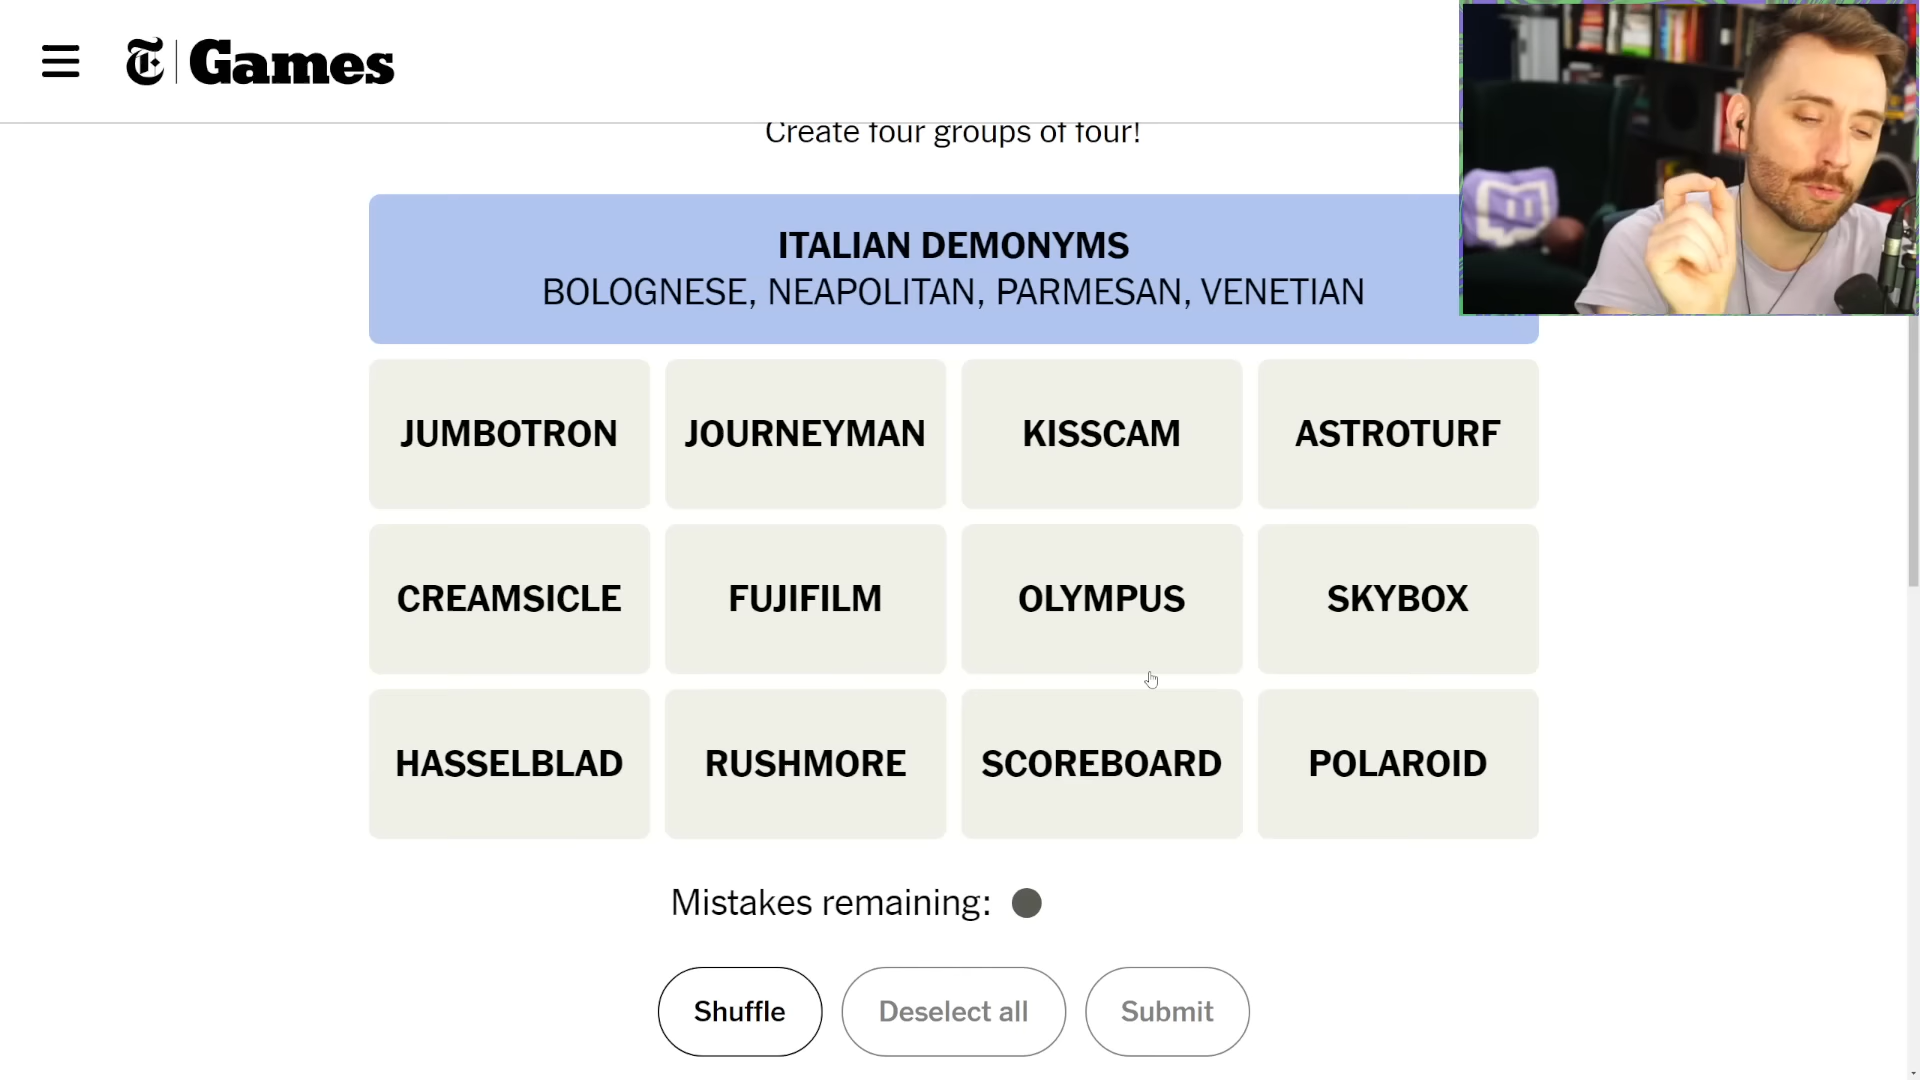 T Games
Create four groups of four!
ITALIAN DEMONYMS
BOLOGNESE, NEAPOLITAN, PARMESAN, VENETIAN
JUMBOTRON JOURNEYMAN KISSCAM ASTROTURF
CREAMSICLE FUJIFILM OLYMPUS SKYBOX
HASSELBLAD RUSHMORE SCOREBOARD POLAROID
Mistakes remaining:
Shuffle Deselect all Submit